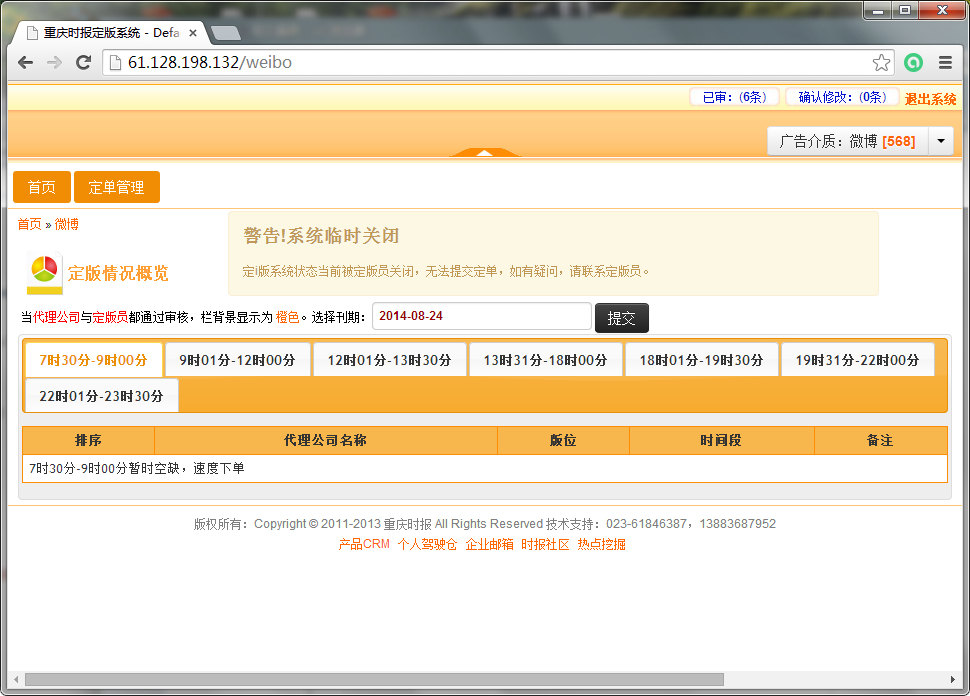 重庆时报定版系统 - Defa
61.128.198.132/weibo
已审：(6条) 确认修改：(0条) 退出系统
广告介质：微博 [568]
首页 定单管理
首页 » 微博
警告!系统临时关闭
定i版系统状态当前被定版员关闭，无法提交定单，如有疑问，请联系定版员。
定版情况概览
当代理公司与定版员都通过审核，栏背景显示为 橙色。选择刊期： 2014-08-24 提交
7时30分-9时00分 9时01分-12时00分 12时01分-13时30分 13时31分-18时00分 18时01分-19时30分 19时31分-22时00分
22时01分-23时30分
排序 代理公司名称 版位 时间段 备注
7时30分-9时00分暂时空缺，速度下单
版权所有：Copyright © 2011-2013 重庆时报 All Rights Reserved 技术支持：023-61846387，13883687952
产品CRM 个人驾驶仓 企业邮箱 时报社区 热点挖掘